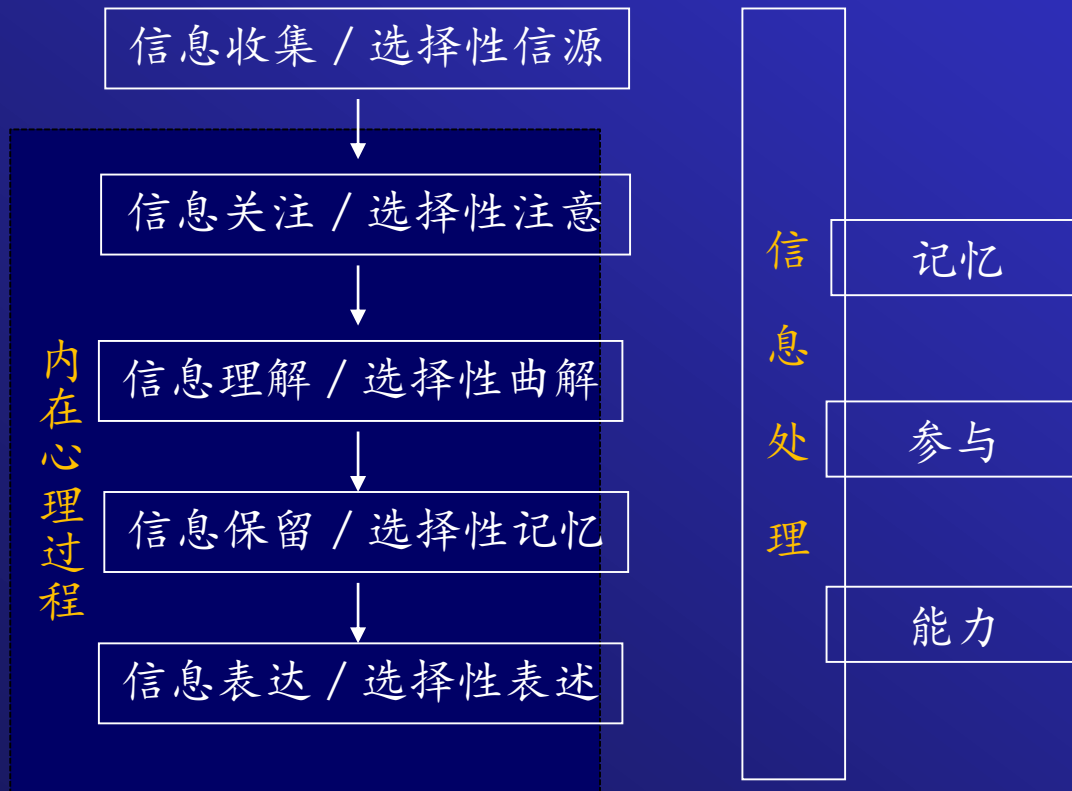 信息收集 / 选择性信源
信息关注 / 选择性注意
信息理解 / 选择性曲解
信息保留 / 选择性记忆
信息表达 / 选择性表述
内在心理过程
信息处理
记忆
参与
能力